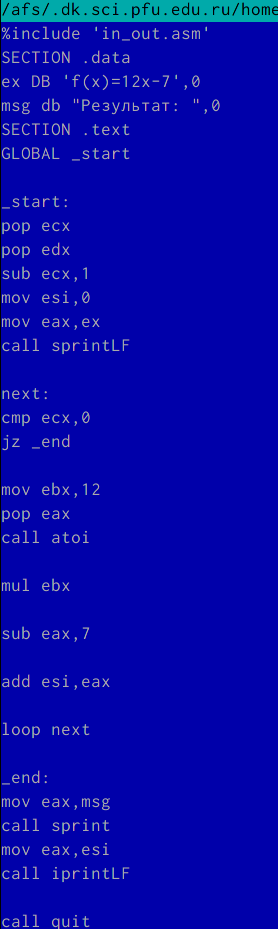 /afs/.dk.sci.pfu.edu.ru/home
%include 'in_out.asm'
SECTION .data
ex DB 'f(x)=12x-7',0
msg db "Результат: ",0
SECTION .text
GLOBAL _start
_start:
pop ecx
pop edx
sub ecx,1
mov esi,0
mov eax,ex
call sprintLF
next:
cmp ecx,0
jz _end
mov ebx,12
pop eax
call atoi
mul ebx
sub eax,7
add esi,eax
loop next
_end:
mov eax,msg
call sprint
mov eax,esi
call iprintLF
call quit